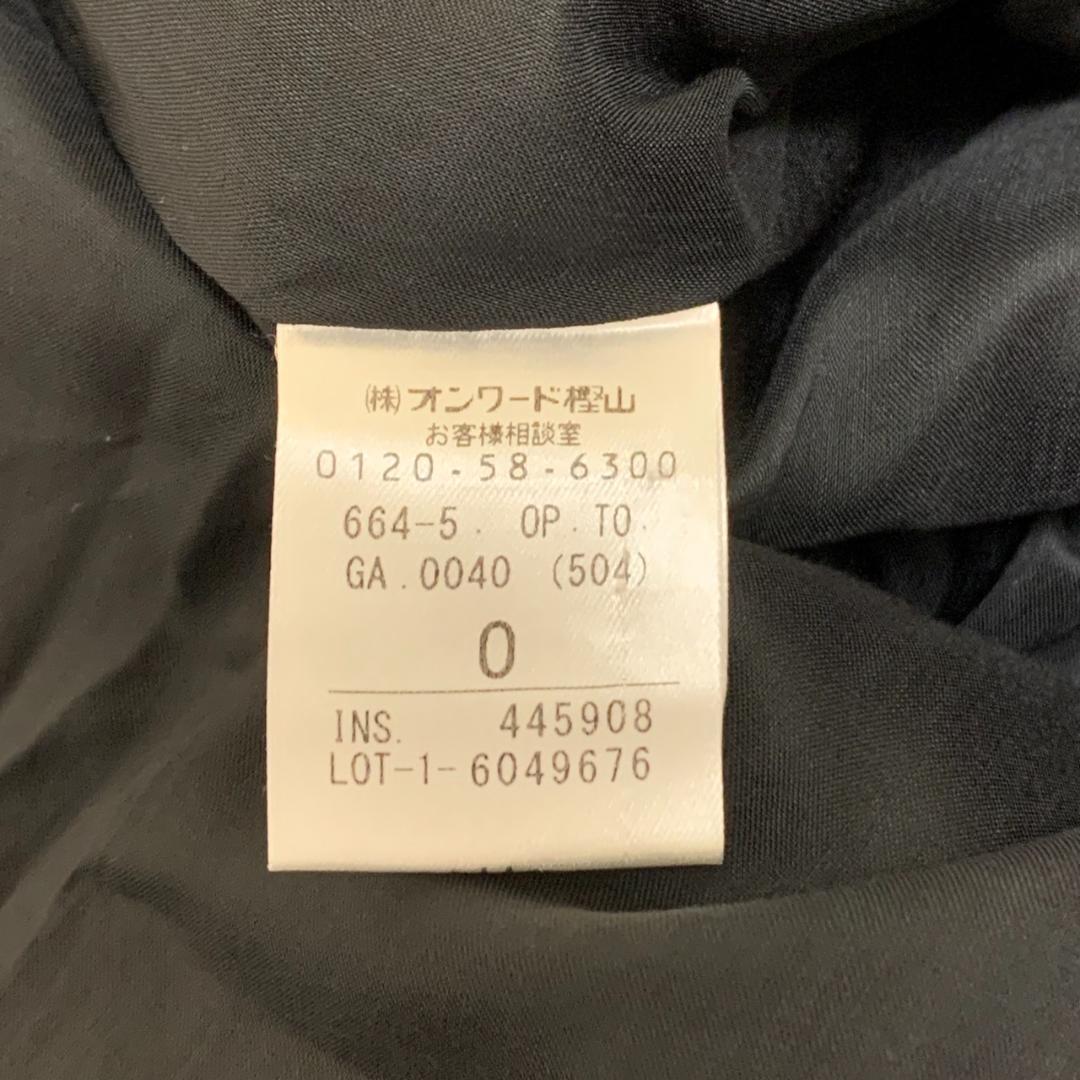 (株)オンワード樫山
お客様相談室
0120-58-6300
664-5. OP.TO.
GA.0040 (504)
0
INS. 445908
LOT-1-6049676